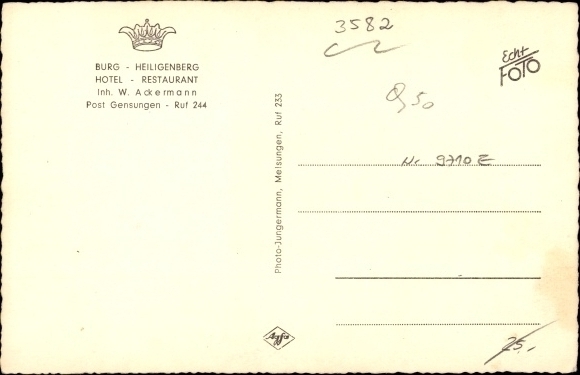 BURG - HEILIGENBERG
HOTEL - RESTAURANT
Inh. W. Ackermann
Post Gensungen - Ruf 244
Photo-Jungermann, Melsungen, Ruf 233
Agfa
3582
Echt
FOTO
Nr 9710 E
25.-